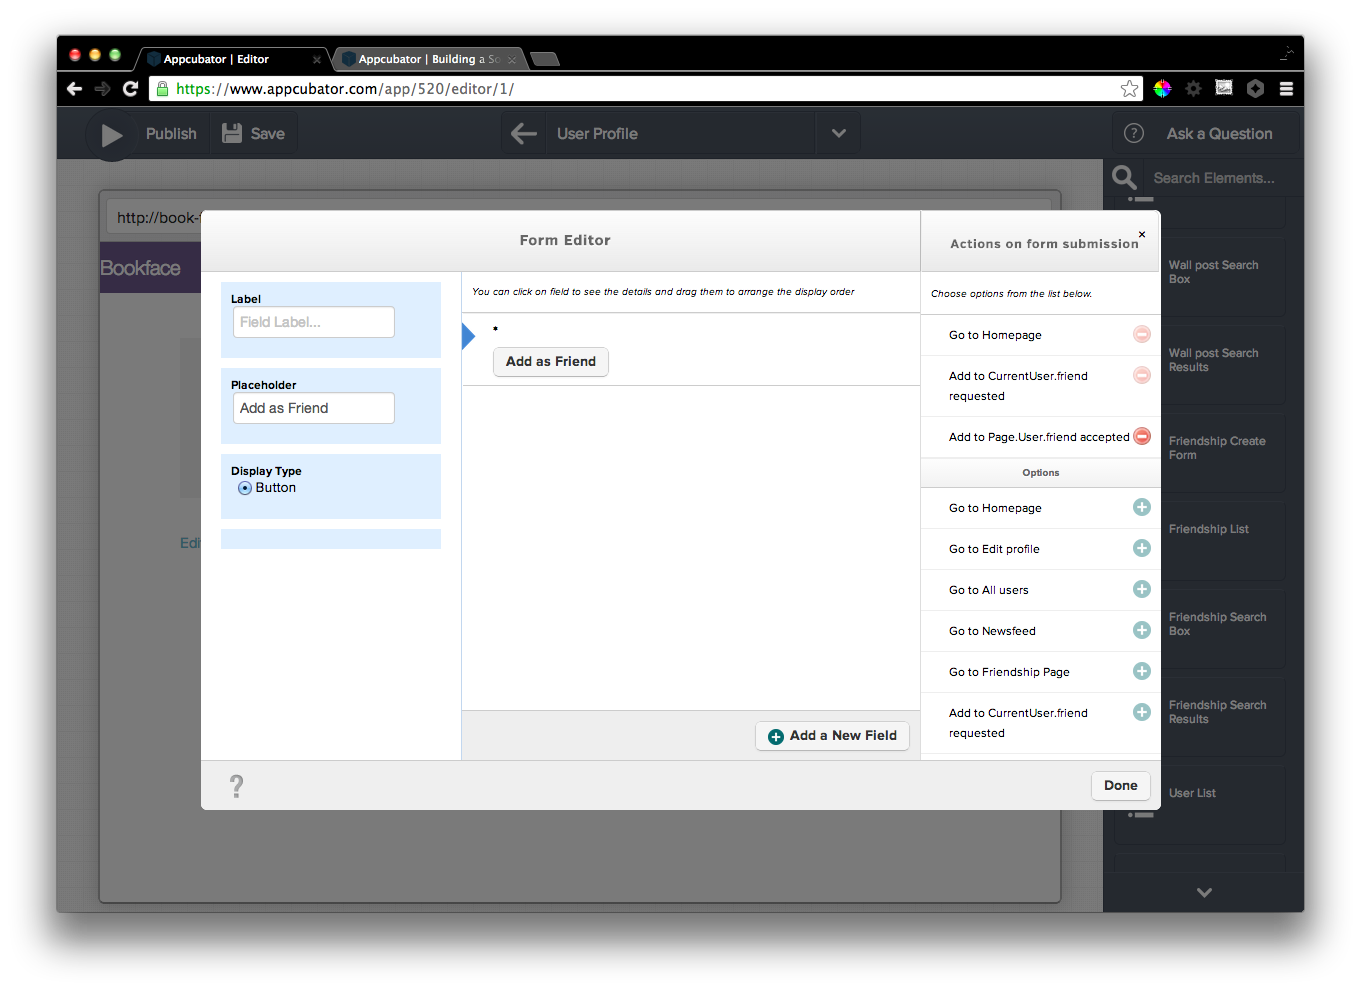 Appcubator | Editor
Appcubator | Building a So
https://www.appcubator.com/app/520/editor/1/
Publish
Save
User Profile
? Ask a Question
Search Elements...
http://book-f
Bookface
Edi
Form Editor
Actions on form submission
×
Label
Field Label...
Placeholder
Add as Friend
Display Type
Button
You can click on field to see the details and drag them to arrange the display order
*
Add as Friend
Add a New Field
Choose options from the list below.
Go to Homepage
Add to CurrentUser.friend
requested
Add to Page.User.friend accepted
Options
Go to Homepage
Go to Edit profile
Go to All users
Go to Newsfeed
Go to Friendship Page
Add to CurrentUser.friend
requested
?
Done
Wall post Search
Box
Wall post Search
Results
Friendship Create
Form
Friendship List
Friendship Search
Box
Friendship Search
Results
User List